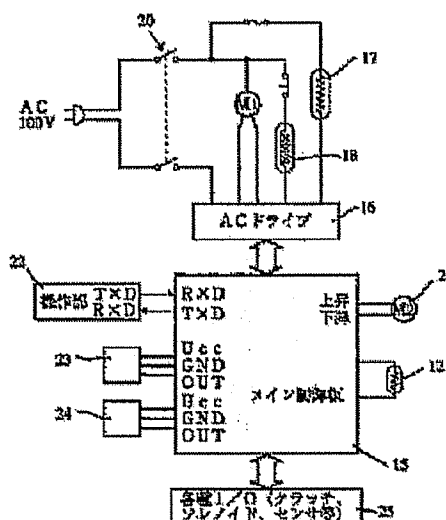 20
17
AC
100V
M1
18
ACドライブ
16
22
操作部
TXD
RXD
RXD
TXD
上昇
下降
23
Ucc
GND
OUT
12
24
Ucc
GND
OUT
メイン制御板
15
各種I/O（クラッチ、
ソレノイド、センサ等）
25